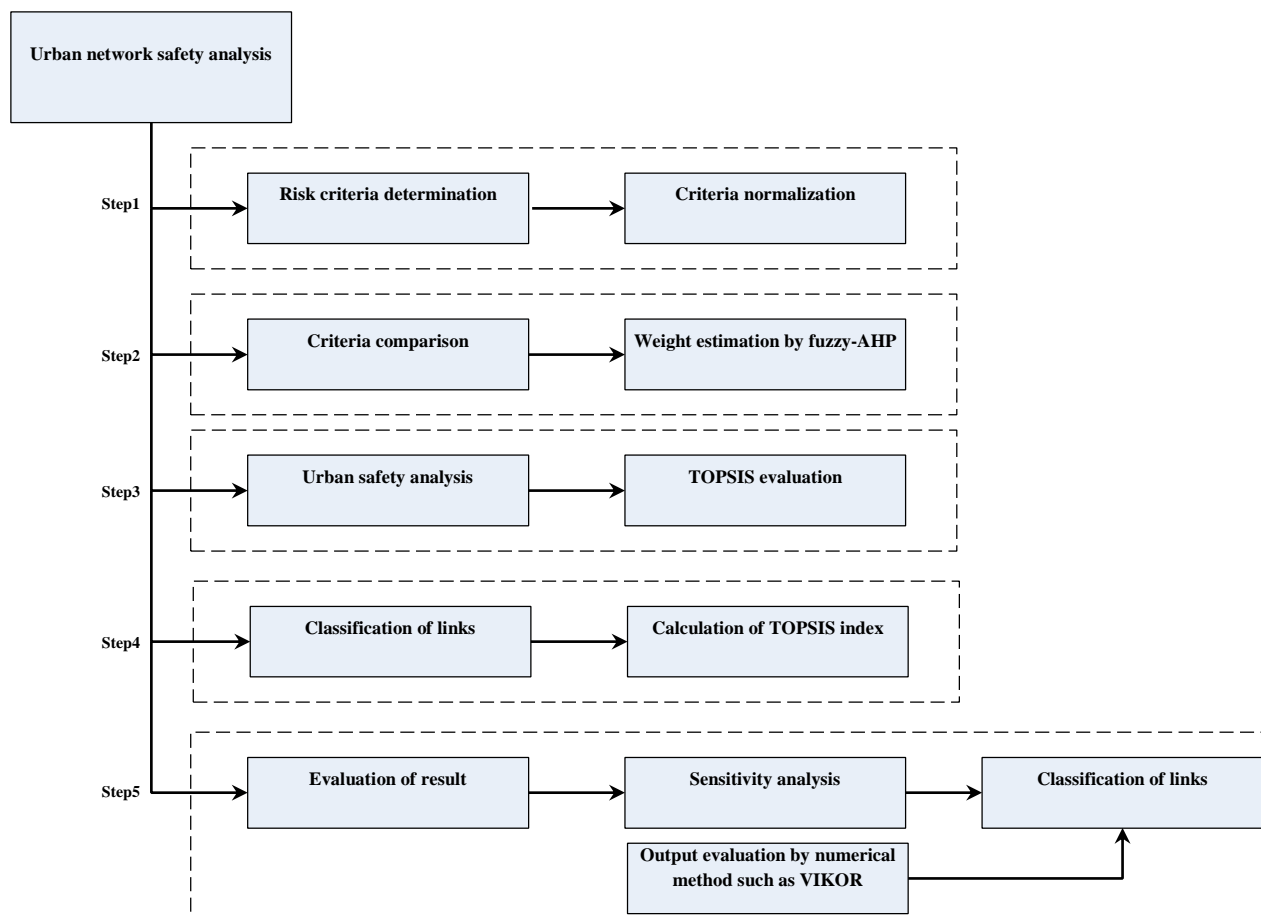 Urban network safety analysis
Step1
Risk criteria determination
Criteria normalization
Step2
Criteria comparison
Weight estimation by fuzzy-AHP
Step3
Urban safety analysis
TOPSIS evaluation
Step4
Classification of links
Calculation of TOPSIS index
Step5
Evaluation of result
Sensitivity analysis
Classification of links
Output evaluation by numerical
method such as VIKOR